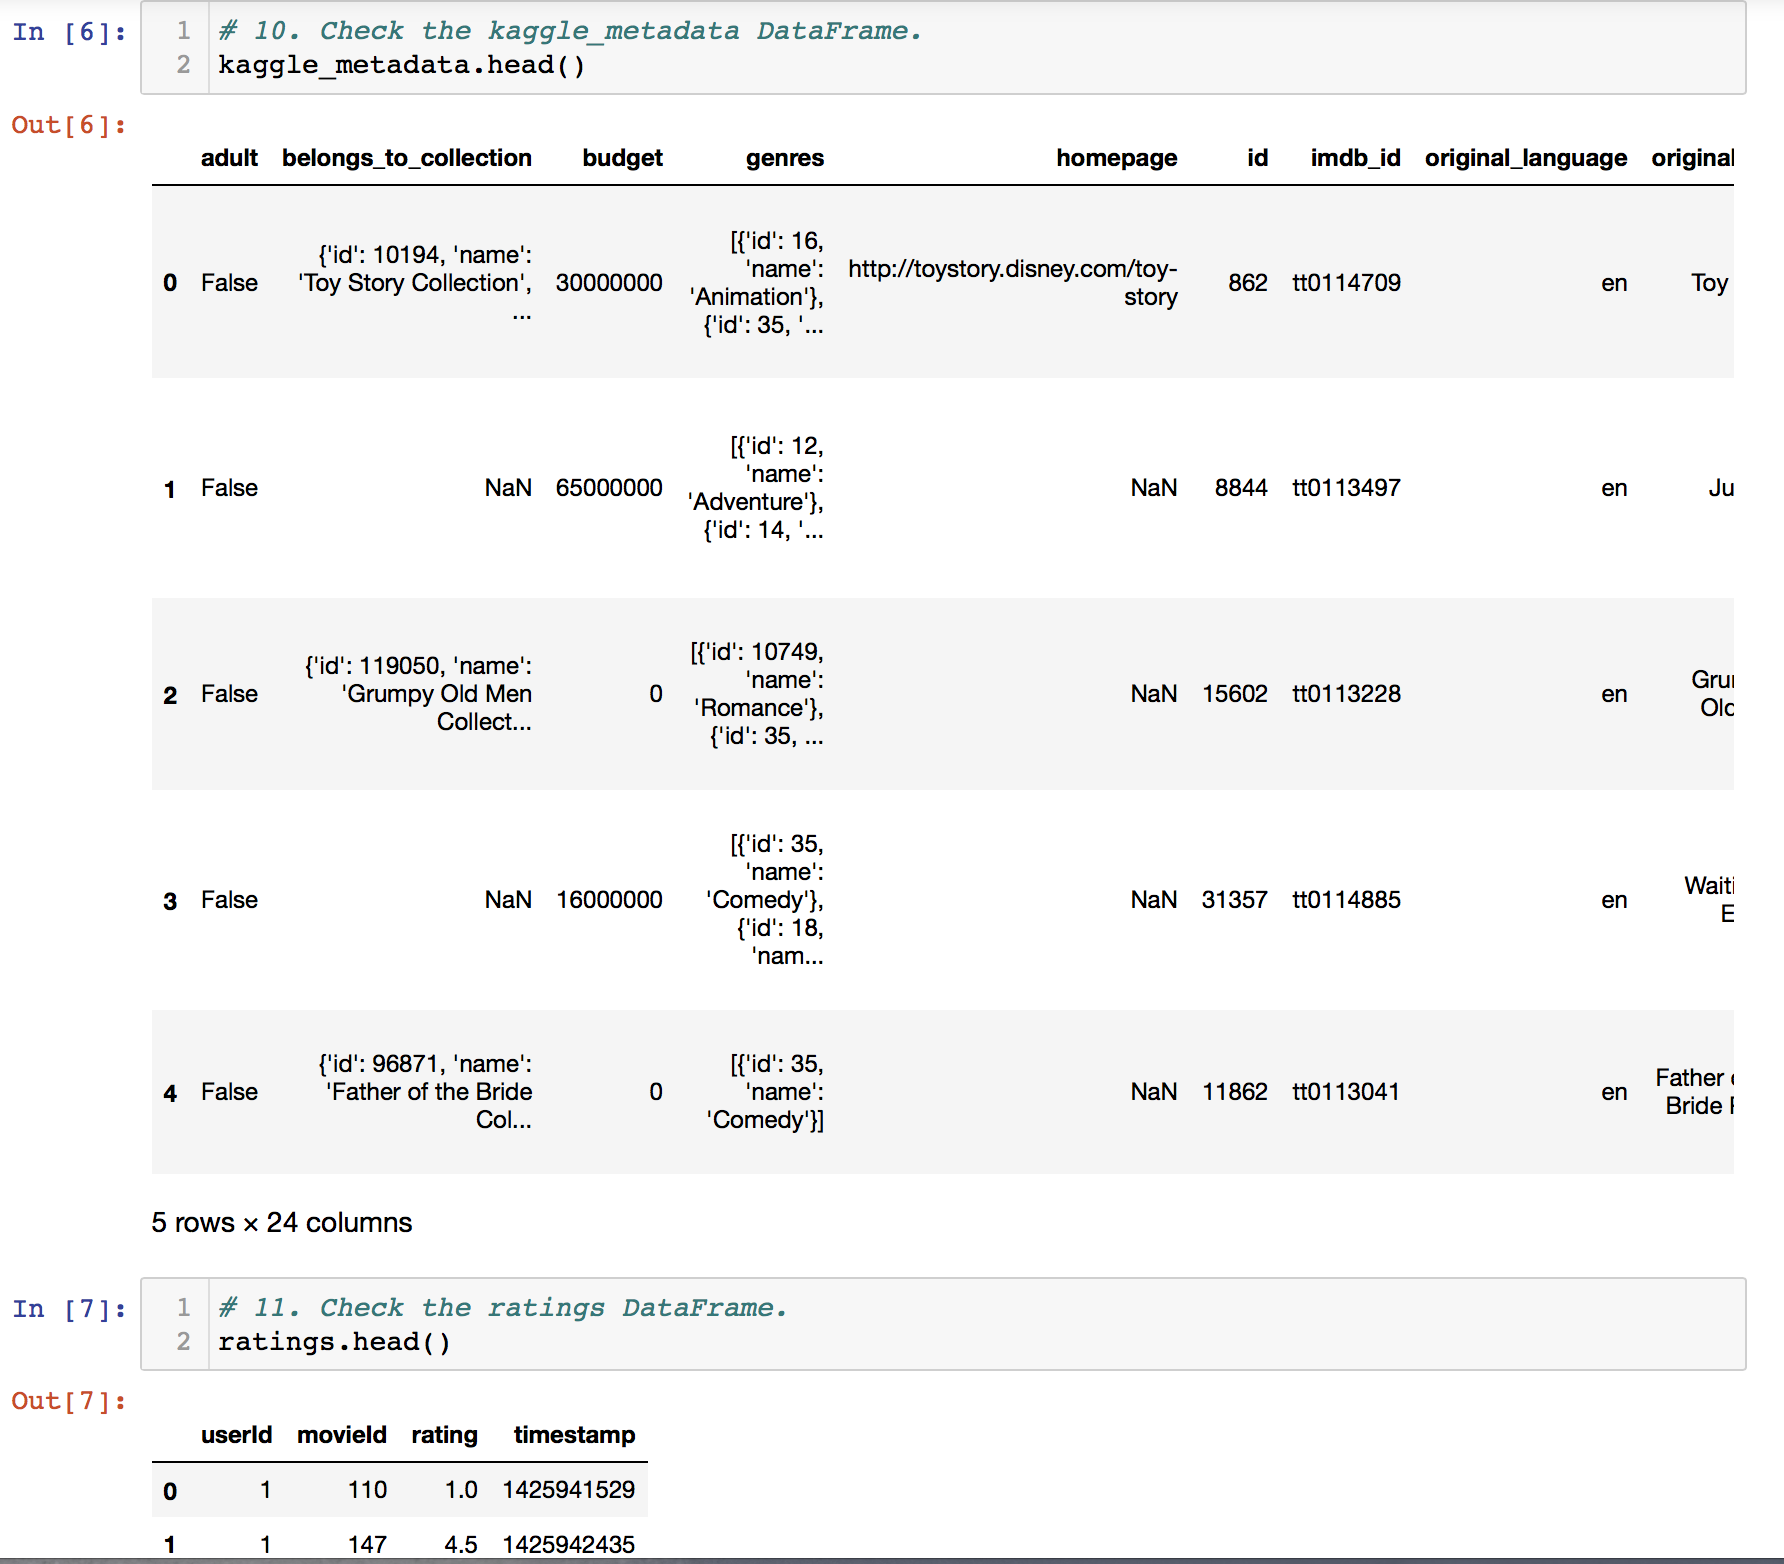 In [6]:
1 # 10. Check the kaggle_metadata DataFrame.
2 kaggle_metadata.head()
Out[6]:
adult belongs_to_collection budget genres homepage id imdb_id original_language original
0 False {'id': 10194, 'name': 'Toy Story Collection', ... 30000000 [{'id': 16, 'name': 'Animation'}, {'id': 35, '... http://toystory.disney.com/toy-story 862 tt0114709 en Toy
1 False NaN 65000000 [{'id': 12, 'name': 'Adventure'}, {'id': 14, '... NaN 8844 tt0113497 en Ju
2 False {'id': 119050, 'name': 'Grumpy Old Men Collect... 0 [{'id': 10749, 'name': 'Romance'}, {'id': 35, ... NaN 15602 tt0113228 en Gru Old
3 False NaN 16000000 [{'id': 35, 'name': 'Comedy'}, {'id': 18, 'nam... NaN 31357 tt0114885 en Waiti E
4 False {'id': 96871, 'name': 'Father of the Bride Col... 0 [{'id': 35, 'name': 'Comedy'}] NaN 11862 tt0113041 en Father Bride
5 rows × 24 columns
In [7]:
1 # 11. Check the ratings DataFrame.
2 ratings.head()
Out[7]:
userId movieId rating timestamp
0 1 110 1.0 1425941529
1 1 147 4.5 1425942435